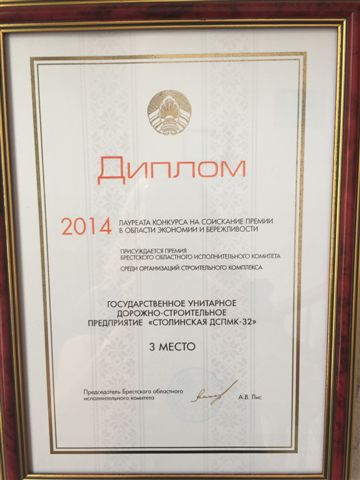 Диплом
2014 ЛАУРЕАТА КОНКУРСА НА СОИСКАНИЕ ПРЕМИИ
В ОБЛАСТИ ЭКОНОМИИ И БЕРЕЖЛИВОСТИ
ПРИСУЖДАЕТСЯ ПРЕМИЯ
БРЕСТСКОГО ОБЛАСТНОГО ИСПОЛНИТЕЛЬНОГО КОМИТЕТА
СРЕДИ ОРГАНИЗАЦИЙ СТРОИТЕЛЬНОГО КОМПЛЕКСА
ГОСУДАРСТВЕННОЕ УНИТАРНОЕ
ДОРОЖНО-СТРОИТЕЛЬНОЕ
ПРЕДПРИЯТИЕ «СТОЛИНСКАЯ ДСПМК-32»
3 МЕСТО
Председатель Брестского областного
исполнительного комитета
А.В. Лис